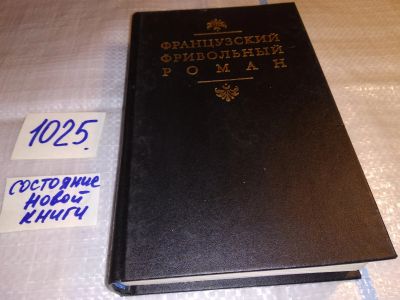 ФРАНЦУЗСКИЙ
ФРИВОЛЬНЫЙ
РОМАН
1025.
СОСТОЯНИЕ
НОВОЙ
КНИГИ